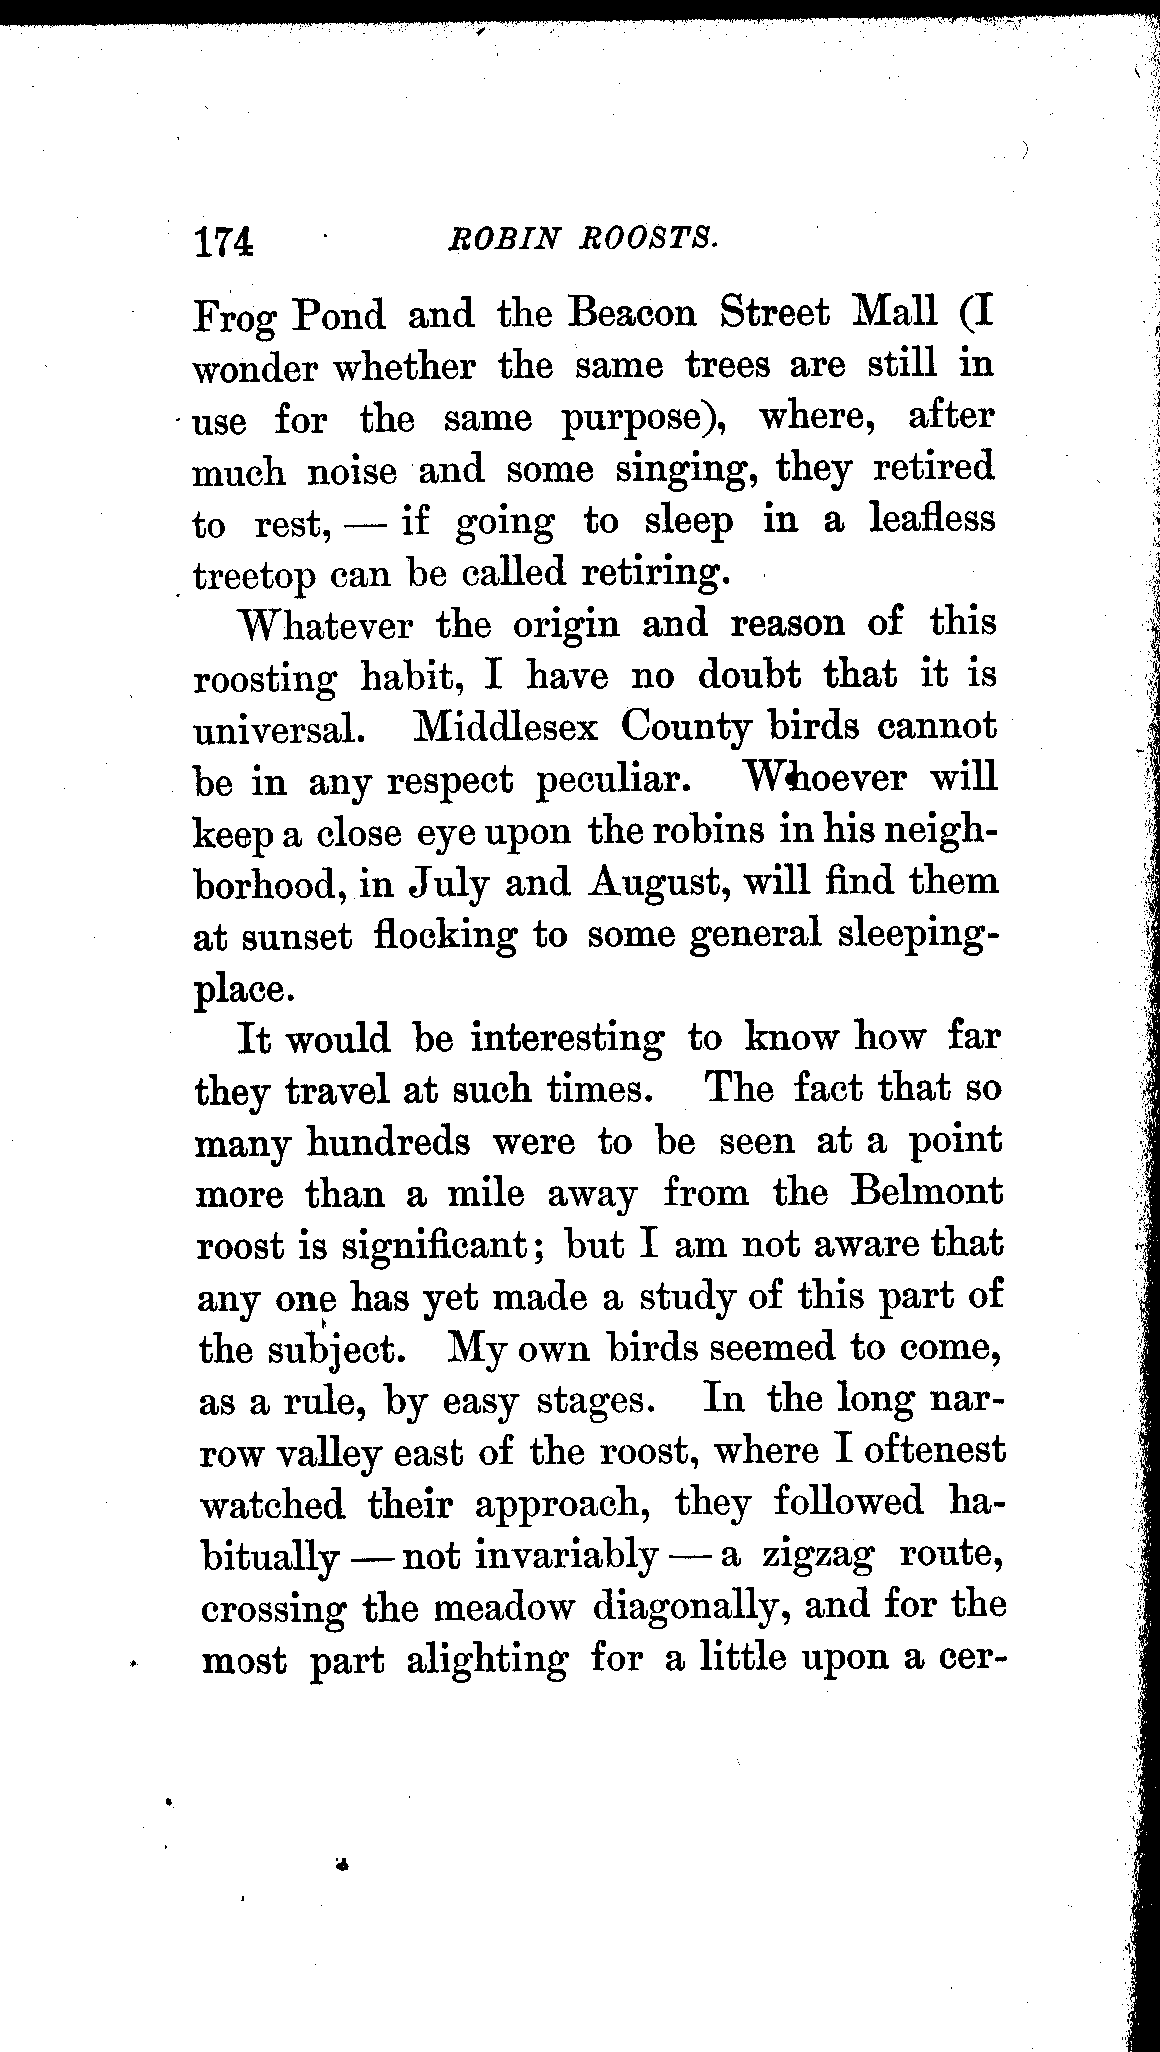 174 ROBIN ROOSTS.
Frog Pond and the Beacon Street Mall (I
wonder whether the same trees are still in
use for the same purpose), where, after
much noise and some singing, they retired
to rest, — if going to sleep in a leafless
treetop can be called retiring.
Whatever the origin and reason of this
roosting habit, I have no doubt that it is
universal. Middlesex County birds cannot
be in any respect peculiar. Whoever will
keep a close eye upon the robins in his neigh-
borhood, in July and August, will find them
at sunset flocking to some general sleeping-
place.
It would be interesting to know how far
they travel at such times. The fact that so
many hundreds were to be seen at a point
more than a mile away from the Belmont
roost is significant; but I am not aware that
any one has yet made a study of this part of
the subject. My own birds seemed to come,
as a rule, by easy stages. In the long nar-
row valley east of the roost, where I oftenest
watched their approach, they followed ha-
bitually — not invariably — a zigzag route,
crossing the meadow diagonally, and for the
most part alighting for a little upon a cer-